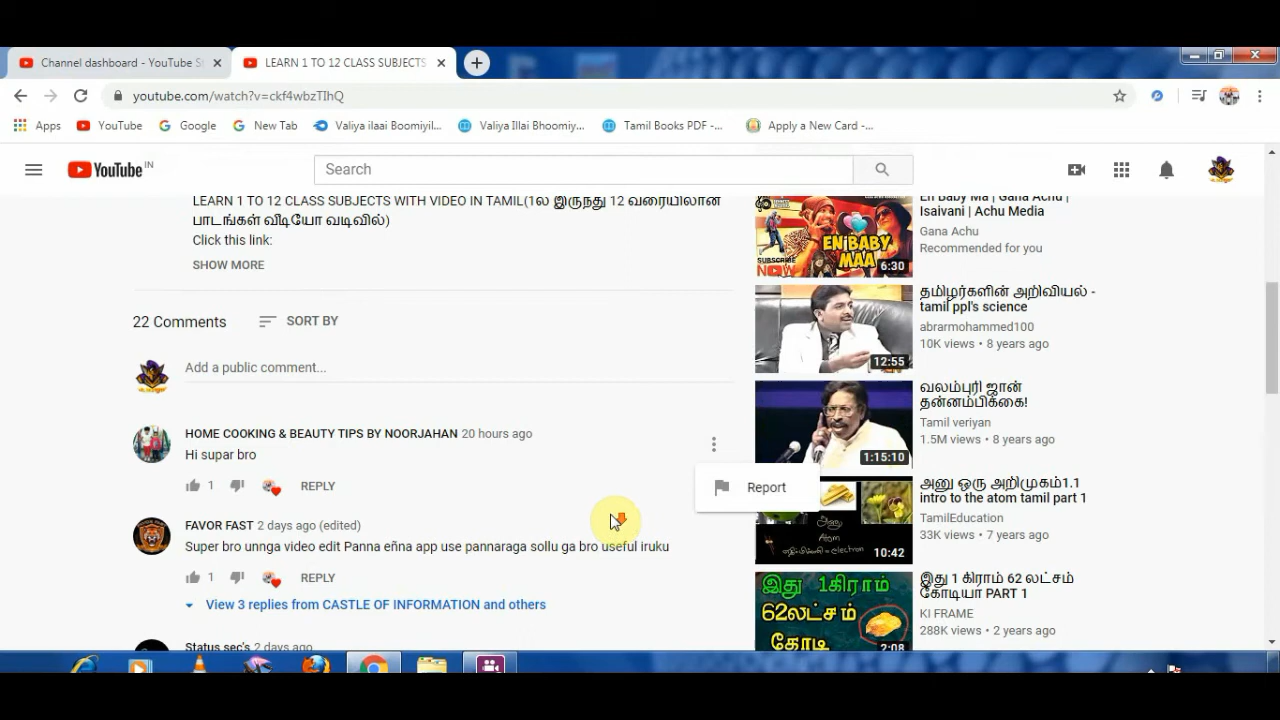 Channel dashboard - YouTube S
LEARN 1 TO 12 CLASS SUBJECTS
youtube.com/watch?v=ckf4wbzTIhQ
Apps
YouTube
Google
New Tab
Valiya ilaai Boomiyil...
Valiya Illai Bhoomiy...
Tamil Books PDF -...
Apply a New Card -...
YouTube IN
Search
LEARN 1 TO 12 CLASS SUBJECTS WITH VIDEO IN TAMIL(1ல இருந்து 12 வரையிலான
பாடங்கள் வீடியோ வடிவில்)
Click this link:
SHOW MORE
22 Comments
SORT BY
Add a public comment...
HOME COOKING & BEAUTY TIPS BY NOORJAHAN 20 hours ago
Hi supar bro
1
REPLY
Report
FAVOR FAST 2 days ago (edited)
Super bro unnga video edit Panna eñna app use pannaraga sollu ga bro useful iruku
1
REPLY
View 3 replies from CASTLE OF INFORMATION and others
Status sec's 2 days ago
EN BABY
MAA
SUBSCRIBE
NOW
6:30
En Baby Ma | Gana Achu |
Isaivani | Achu Media
Gana Achu
Recommended for you
12:55
தமிழர்களின் அறிவியல் -
tamil ppl's science
abrarmohammed100
10K views • 8 years ago
1:15:10
வலம்புரி ஜான்
தன்னம்பிக்கை!
Tamil veriyan
1.5M views • 8 years ago
அணு
Atom
10:42
அனு ஒரு அறிமுகம்1.1
intro to the atom tamil part 1
TamilEducation
33K views • 7 years ago
இது 1கிராம்
62லட்சம்
கோடி
2:08
இது 1 கிராம் 62 லட்சம்
கோடியா PART 1
KI FRAME
288K views • 2 years ago